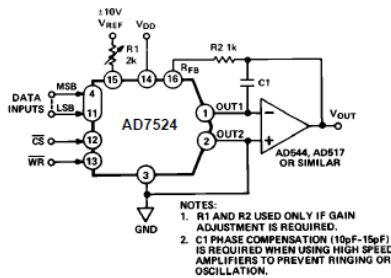 ±10V
VREF
VDD
R1
2k
RFB
R2 1k
15
14
16
C1
MSB
4
DATA
INPUTS
LSB
11
OUT1
1
−
VOUT
AD7524
CS
12
OUT2
2
+
WR
13
AD544, AD517
OR SIMILAR
3
GND
NOTES:
1. R1 AND R2 USED ONLY IF GAIN
ADJUSTMENT IS REQUIRED.
2. C1 PHASE COMPENSATION (10pF-15pF)
IS REQUIRED WHEN USING HIGH SPEED
AMPLIFIERS TO PREVENT RINGING OR
OSCILLATION.